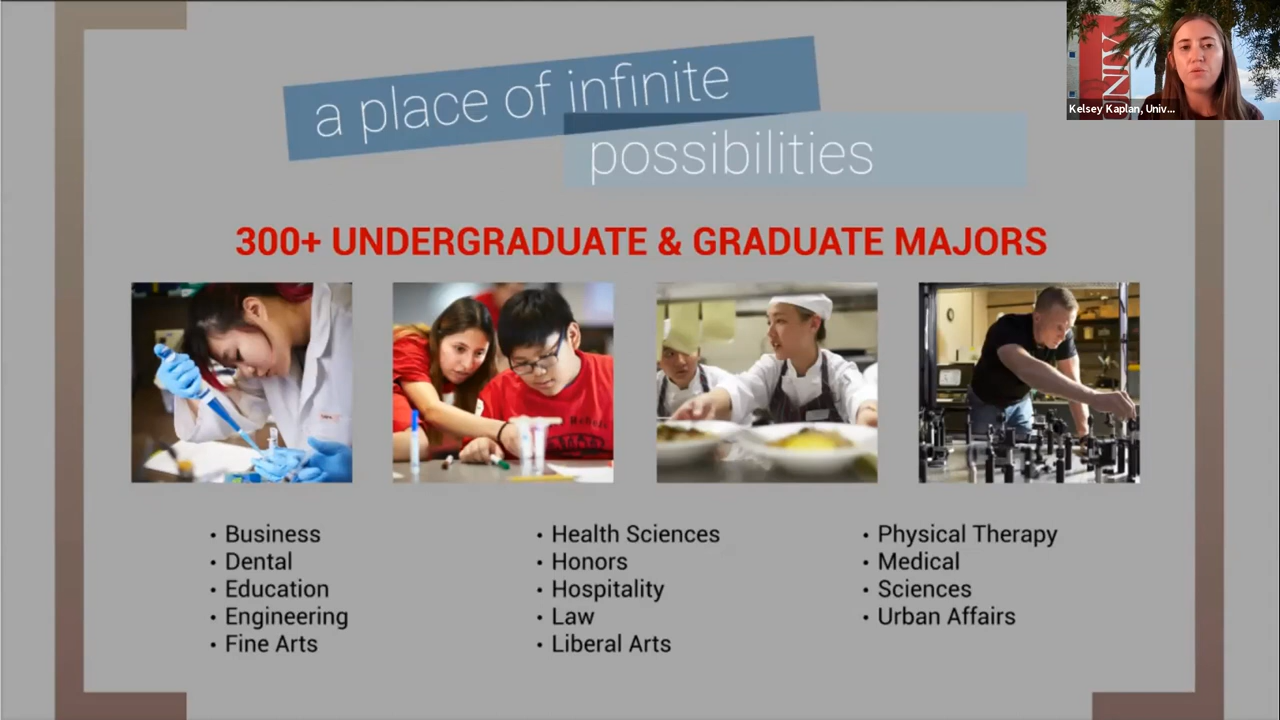 a place of infinite
possibilities
UNLV
Kelsey Kaplan, Univ...
300+ UNDERGRADUATE & GRADUATE MAJORS
• Business
• Dental
• Education
• Engineering
• Fine Arts
• Health Sciences
• Honors
• Hospitality
• Law
• Liberal Arts
• Physical Therapy
• Medical
• Sciences
• Urban Affairs